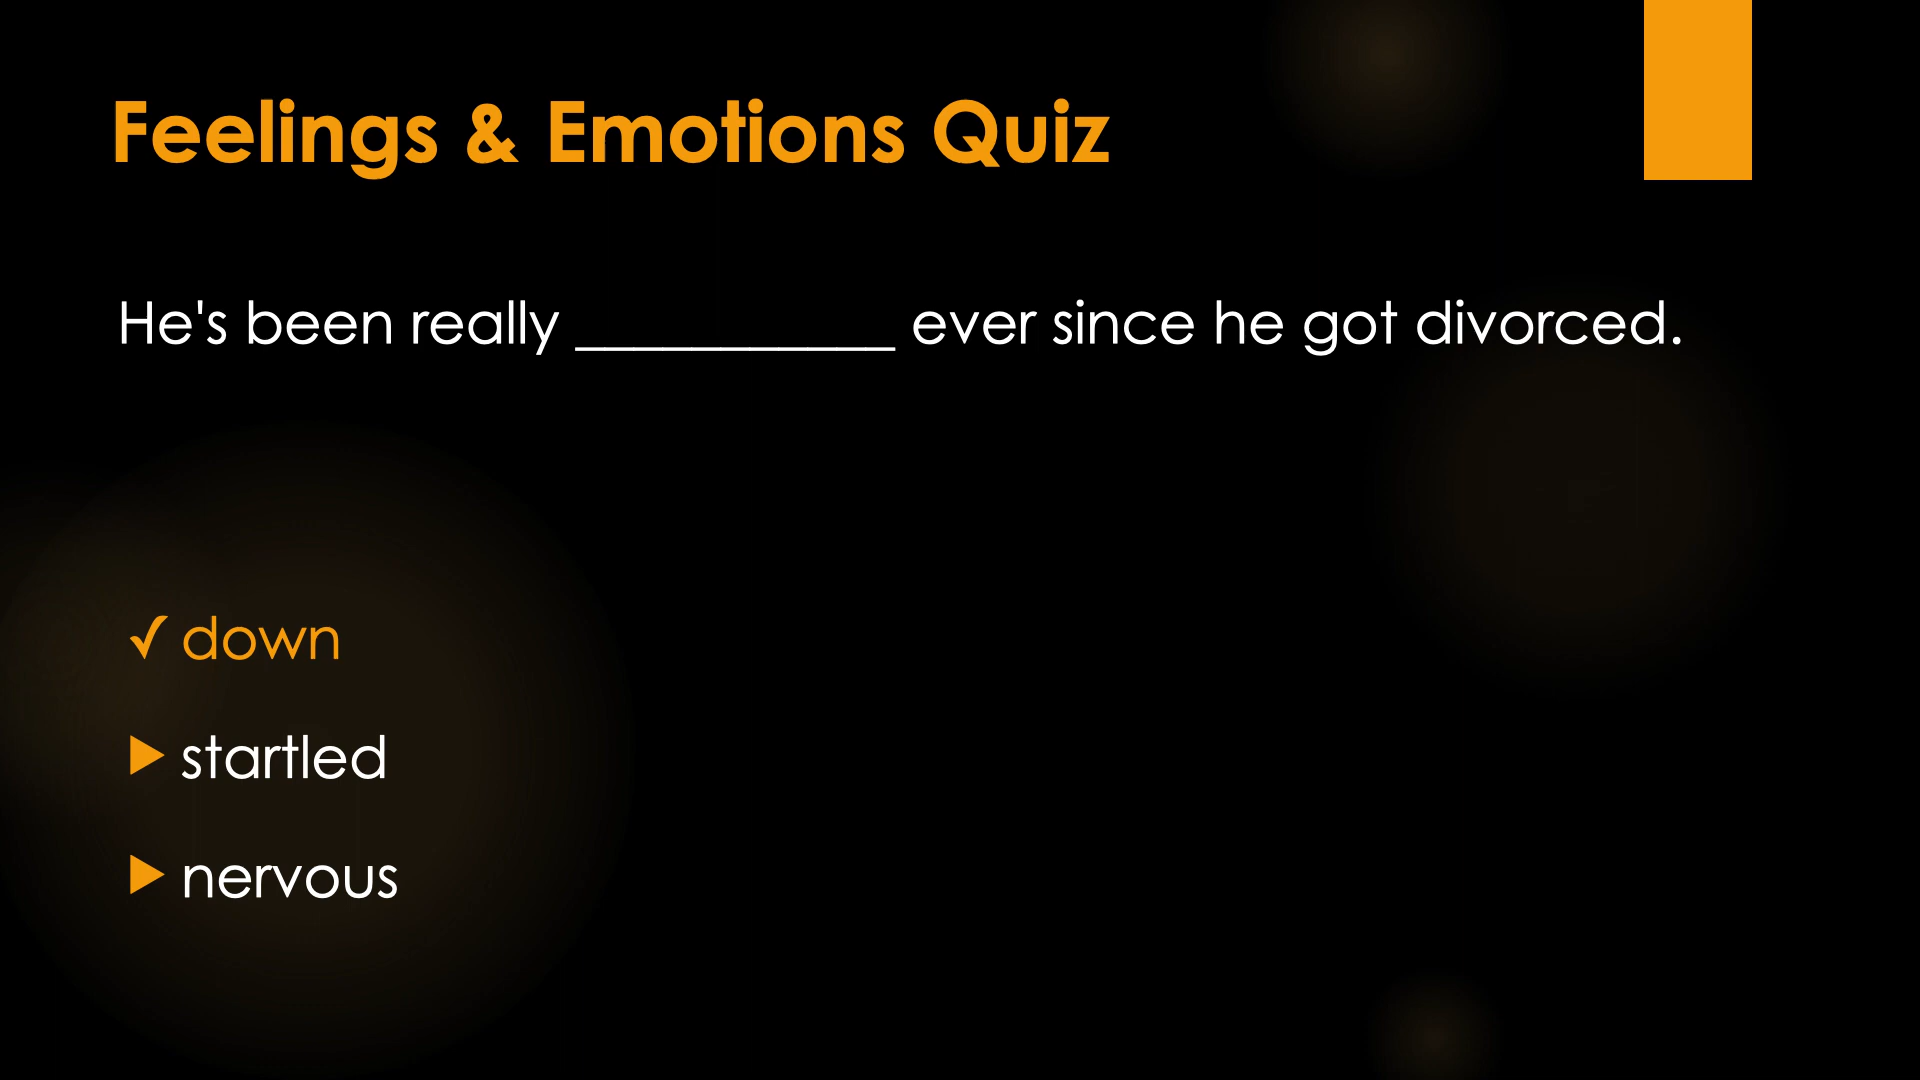 Feelings & Emotions Quiz
He's been really ___________ ever since he got divorced.
✓ down
▶ startled
▶ nervous